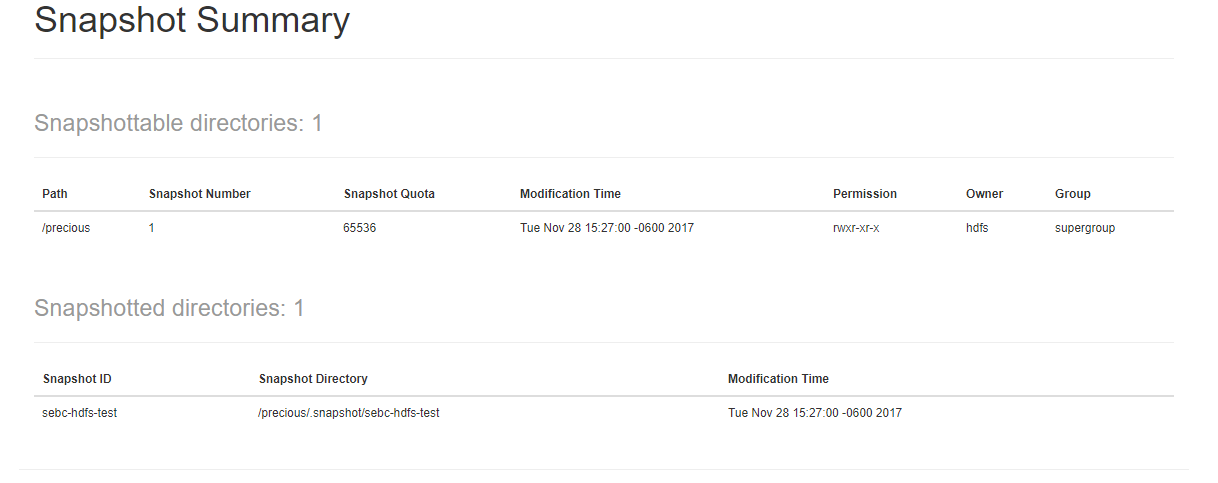 Snapshot Summary
Snapshottable directories: 1
Path Snapshot Number Snapshot Quota Modification Time Permission Owner Group
/precious 1 65536 Tue Nov 28 15:27:00 -0600 2017 rwxr-xr-x hdfs supergroup
Snapshotted directories: 1
Snapshot ID Snapshot Directory Modification Time
sebc-hdfs-test /precious/.snapshot/sebc-hdfs-test Tue Nov 28 15:27:00 -0600 2017